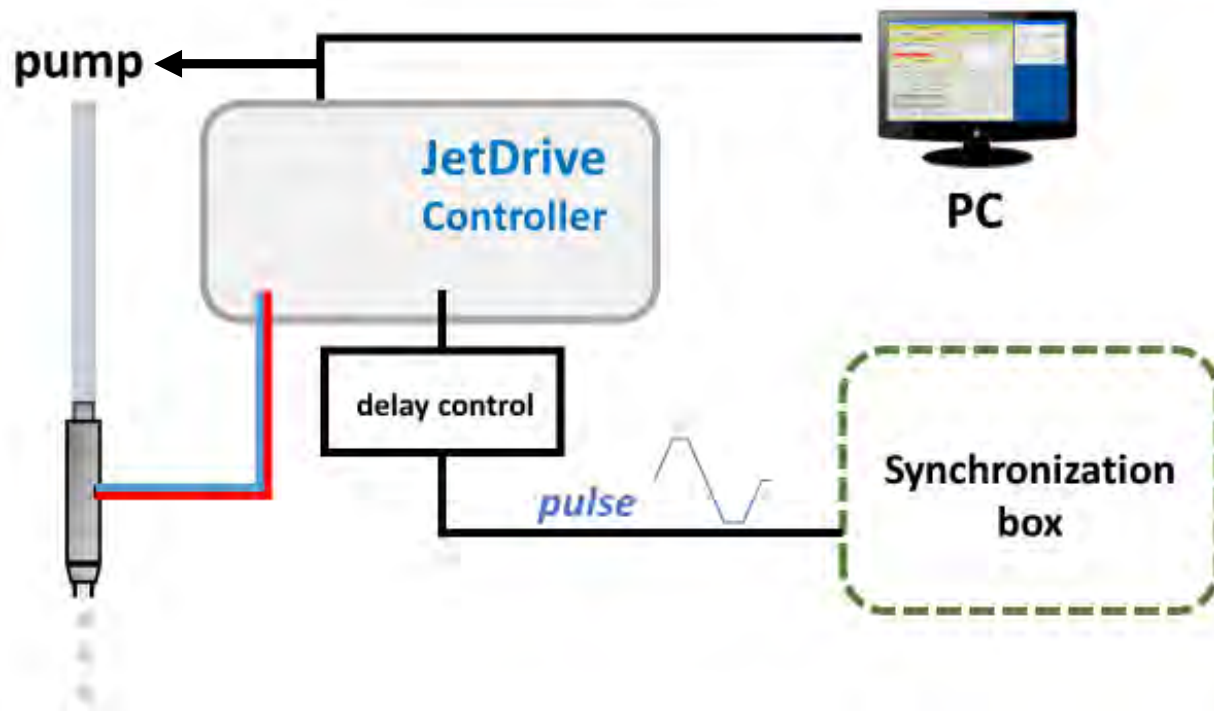 pump
JetDrive
Controller
PC
delay control
pulse
Synchronization
box